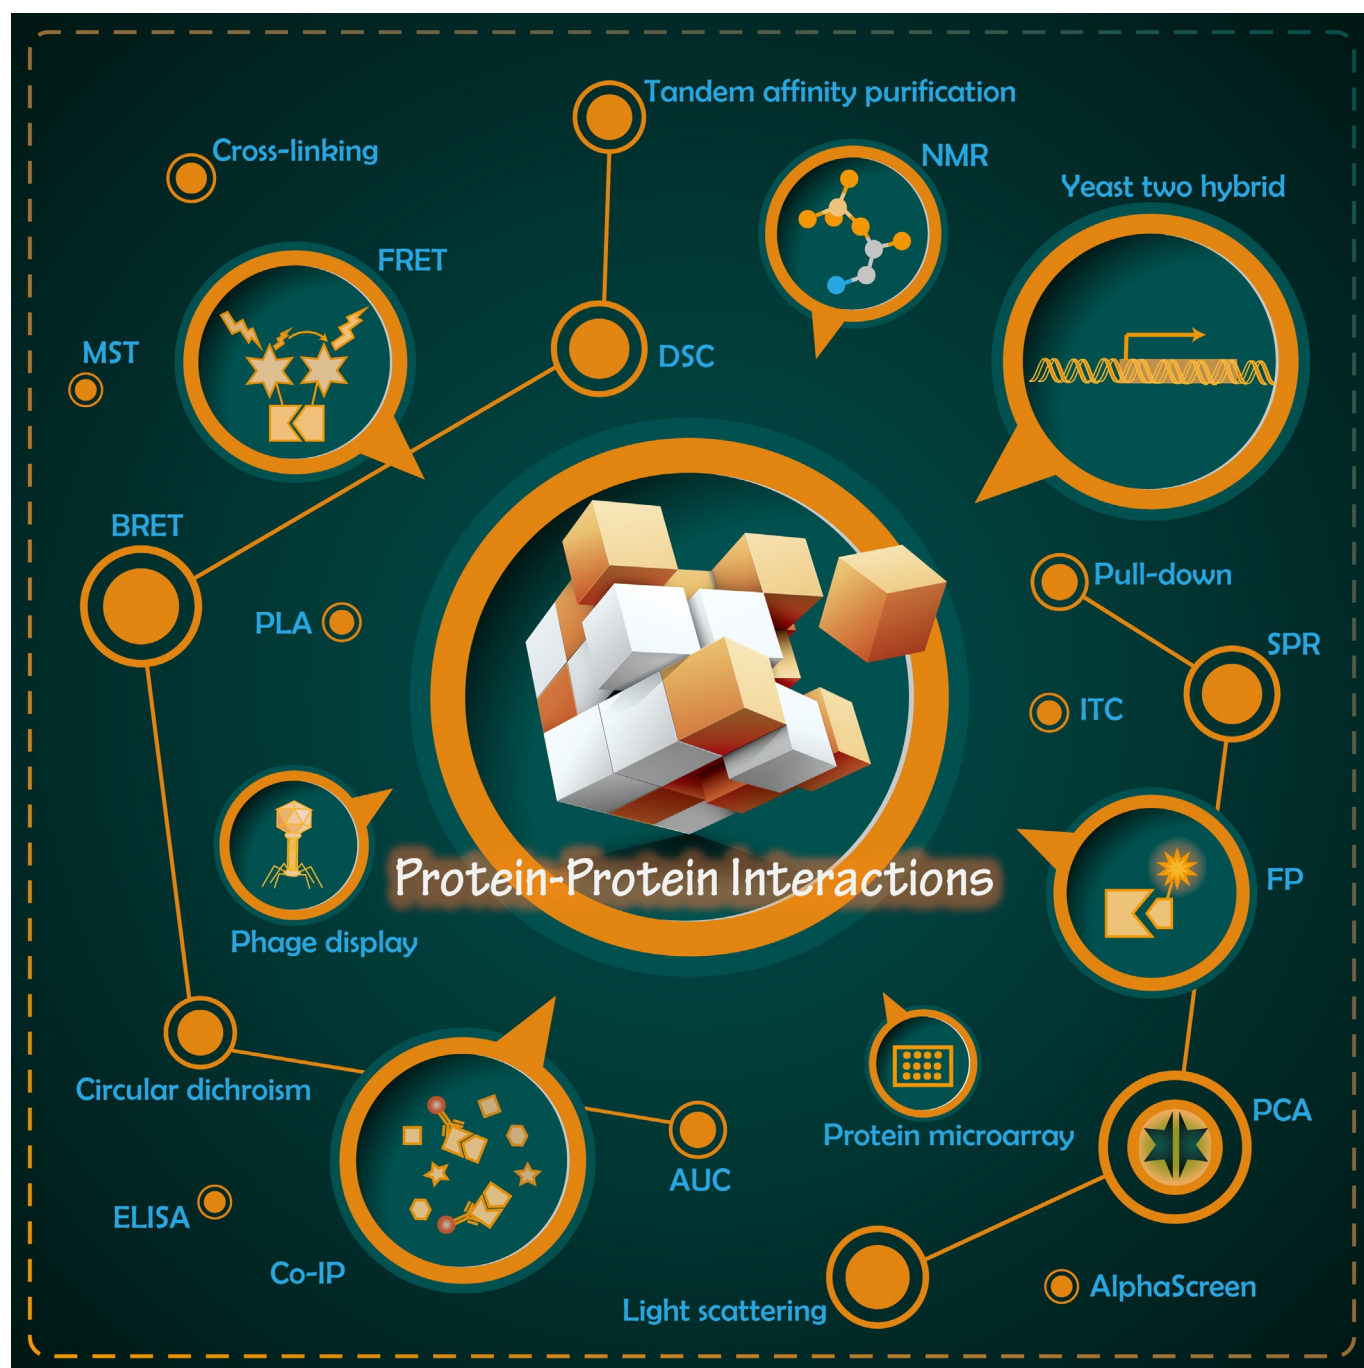 Tandem affinity purification
Cross-linking
NMR
Yeast two hybrid
FRET
MST
DSC
BRET
Pull-down
PLA
SPR
ITC
Protein-Protein Interactions
FP
Phage display
Circular dichroism
PCA
Protein microarray
AUC
ELISA
Co-IP
AlphaScreen
Light scattering